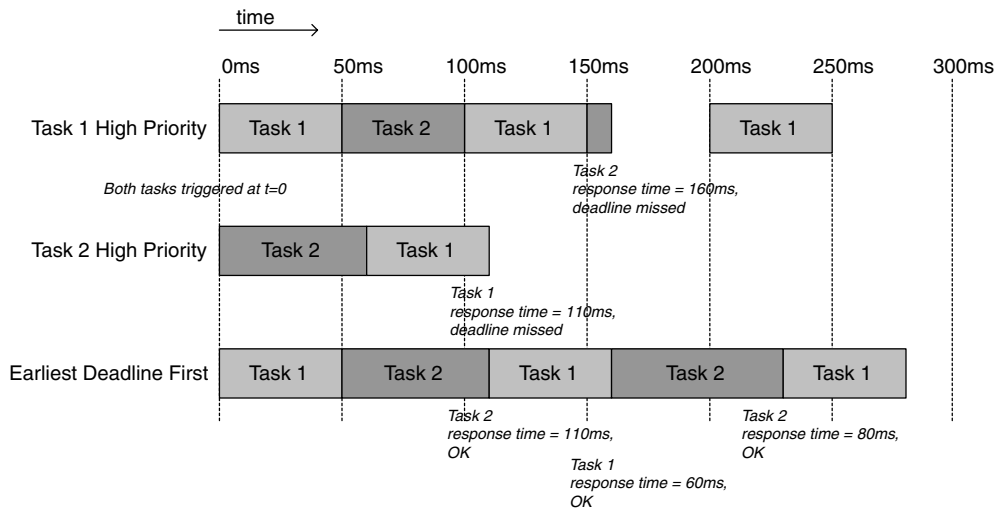 time
0ms 50ms 100ms 150ms 200ms 250ms 300ms
Task 1 High Priority
Task 1 Task 2 Task 1 Task 1
Both tasks triggered at t=0
Task 2
response time = 160ms,
deadline missed
Task 2 High Priority
Task 2 Task 1
Task 1
response time = 110ms,
deadline missed
Earliest Deadline First
Task 1 Task 2 Task 1 Task 2 Task 1
Task 2
response time = 110ms,
OK
Task 1
response time = 60ms,
OK
Task 2
response time = 80ms,
OK